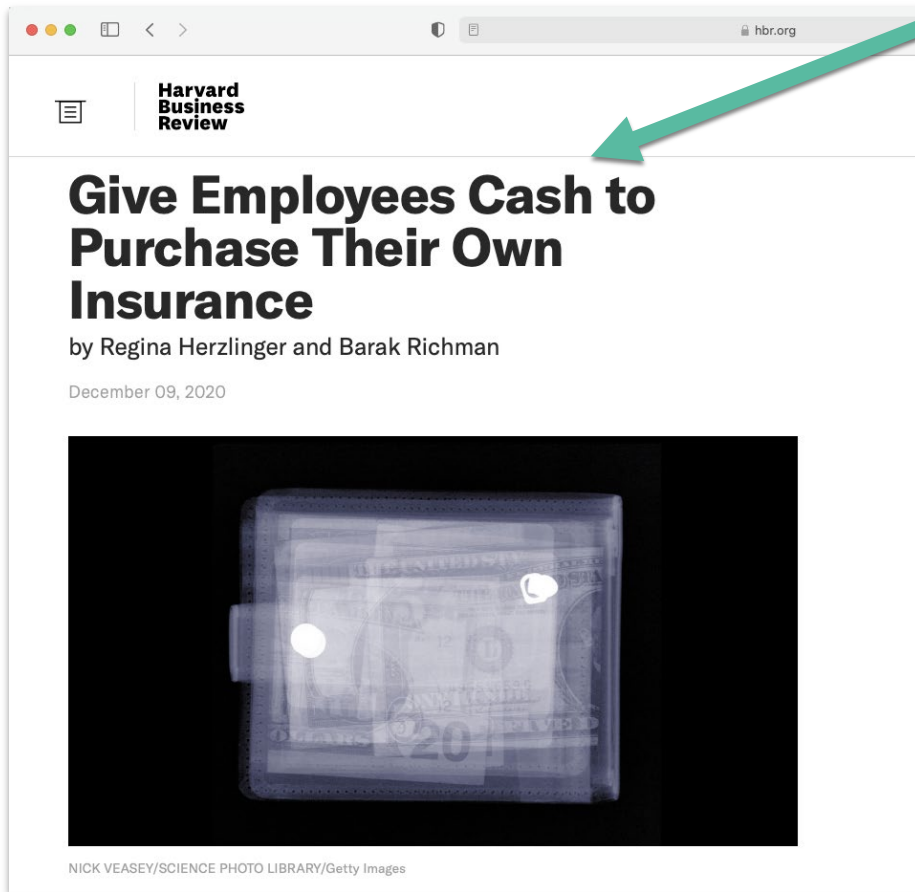 hbr.org
Harvard
Business
Review
Give Employees Cash to
Purchase Their Own
Insurance
by Regina Herzlinger and Barak Richman
December 09, 2020
20
NICK VEASEY/SCIENCE PHOTO LIBRARY/Getty Images